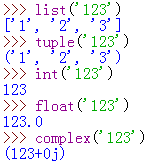 >>> list('123')
['1', '2', '3']
>>> tuple('123')
('1', '2', '3')
>>> int('123')
123
>>> float('123')
123.0
>>> complex('123')
(123+0j)